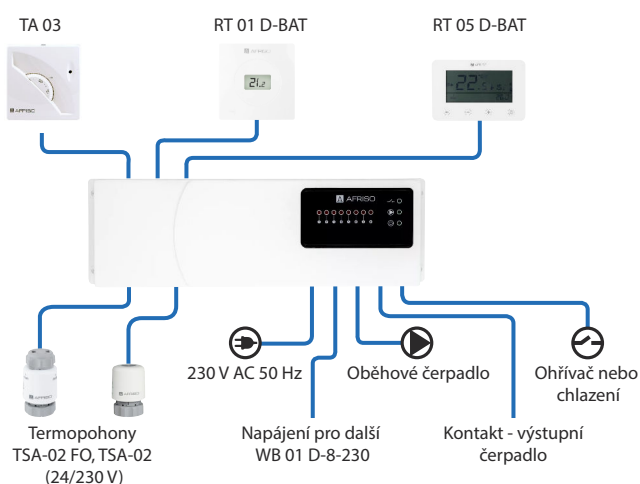 TA 03
RT 01 D-BAT
RT 05 D-BAT
AFRISO
AFRISO
21.2
22
AFRISO
230 V AC 50 Hz
Oběhové čerpadlo
Ohřívač nebo
chlazení
Termopohony
TSA-02 FO, TSA-02
(24/230 V)
Napájení pro další
WB 01 D-8-230
Kontakt - výstupní
čerpadlo